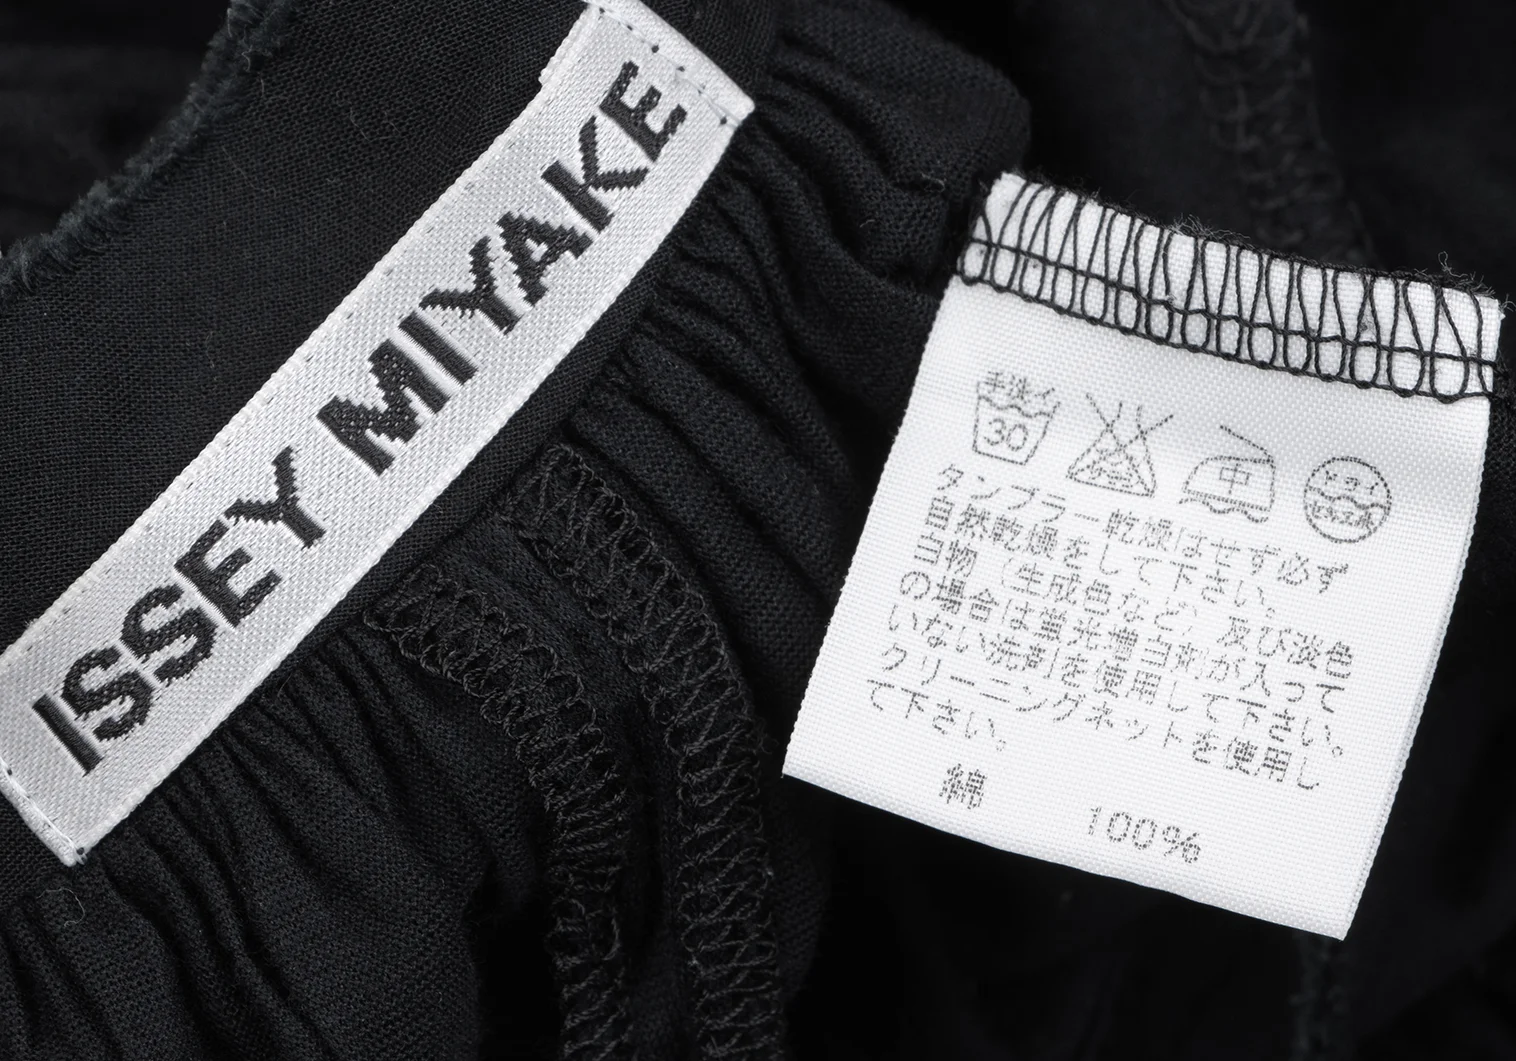 ISSEY MIYAKE
手洗イ
30
中
タンブラー乾燥はせず必ず
自然乾燥をして下さい。
白物(生成色など)及び淡色
の場合は蛍光増白剤が入って
いない洗剤を使用して下さい。
クリーニングネットを使用し
て下さい。
綿 100%